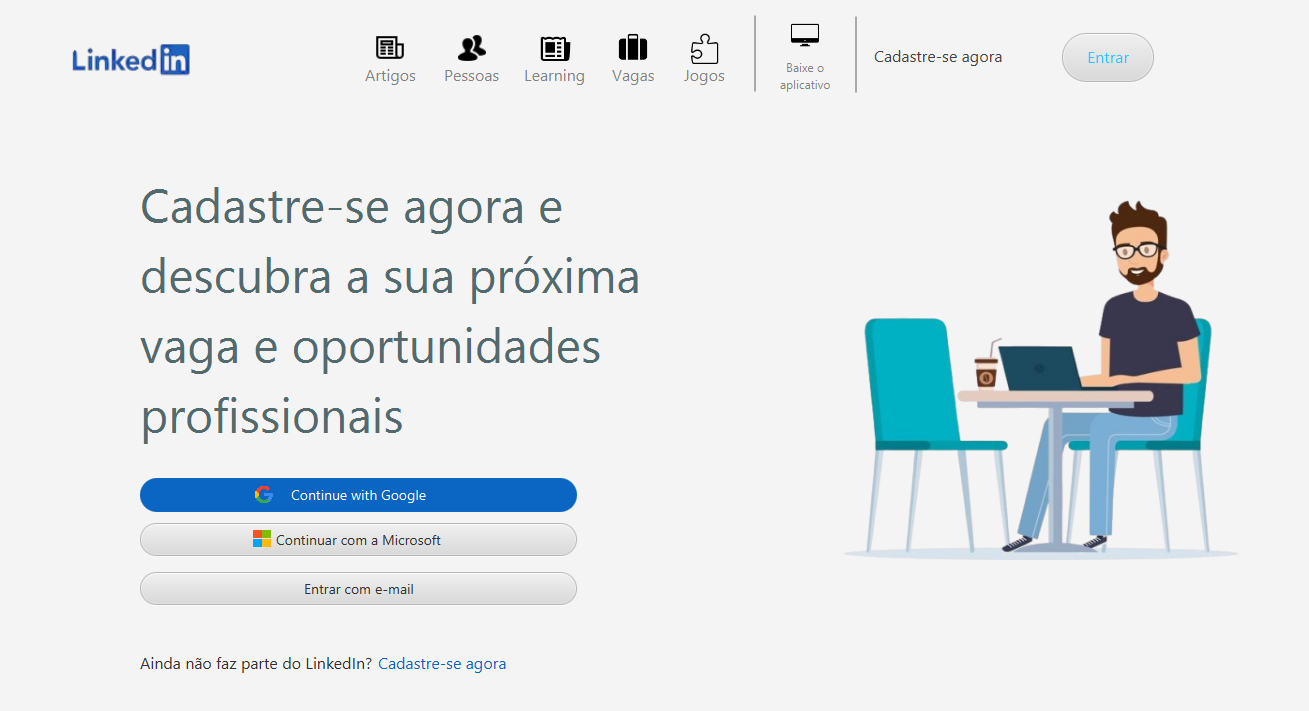 Linked in
Artigos
Pessoas
Learning
Vagas
Jogos
Baixe o
aplicativo
Cadastre-se agora
Entrar
Cadastre-se agora e
descubra a sua próxima
vaga e oportunidades
profissionais
Continue with Google
Continuar com a Microsoft
Entrar com e-mail
Ainda não faz parte do LinkedIn? Cadastre-se agora